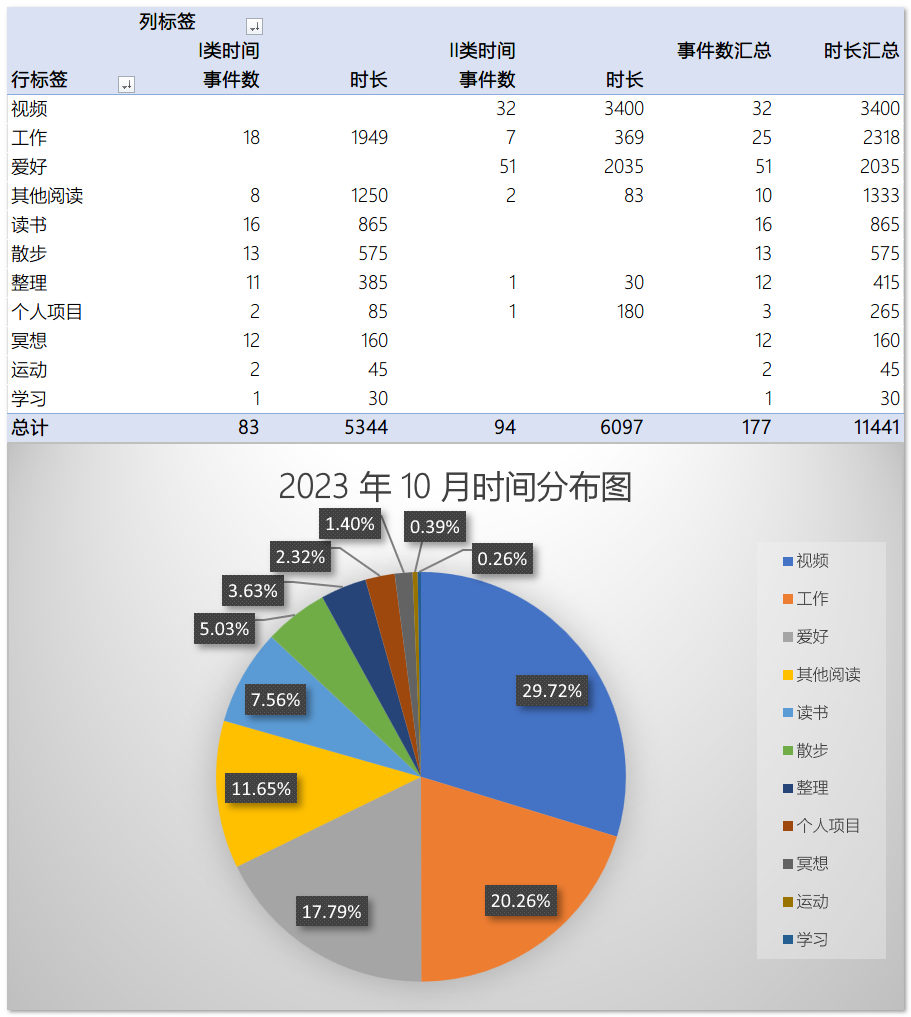 列标签
I类时间 II类时间 事件数汇总 时长汇总
行标签 事件数 时长 事件数 时长
视频 32 3400 32 3400
工作 18 1949 7 369 25 2318
爱好 51 2035 51 2035
其他阅读 8 1250 2 83 10 1333
读书 16 865 16 865
散步 13 575 13 575
整理 11 385 1 30 12 415
个人项目 2 85 1 180 3 265
冥想 12 160 12 160
运动 2 45 2 45
学习 1 30 1 30
总计 83 5344 94 6097 177 11441
2023 年 10 月时间分布图
1.40%
0.39%
2.32%
0.26%
3.63%
5.03%
29.72%
7.56%
11.65%
20.26%
17.79%
视频
工作
爱好
其他阅读
读书
散步
整理
个人项目
冥想
运动
学习